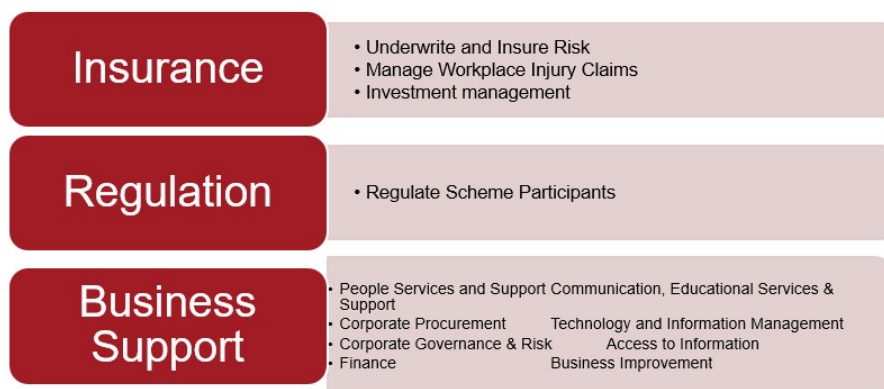 Insurance
• Underwrite and Insure Risk
• Manage Workplace Injury Claims
• Investment management
Regulation
• Regulate Scheme Participants
Business
Support
• People Services and Support Communication, Educational Services &
Support
• Corporate Procurement Technology and Information Management
• Corporate Governance & Risk Access to Information
• Finance Business Improvement